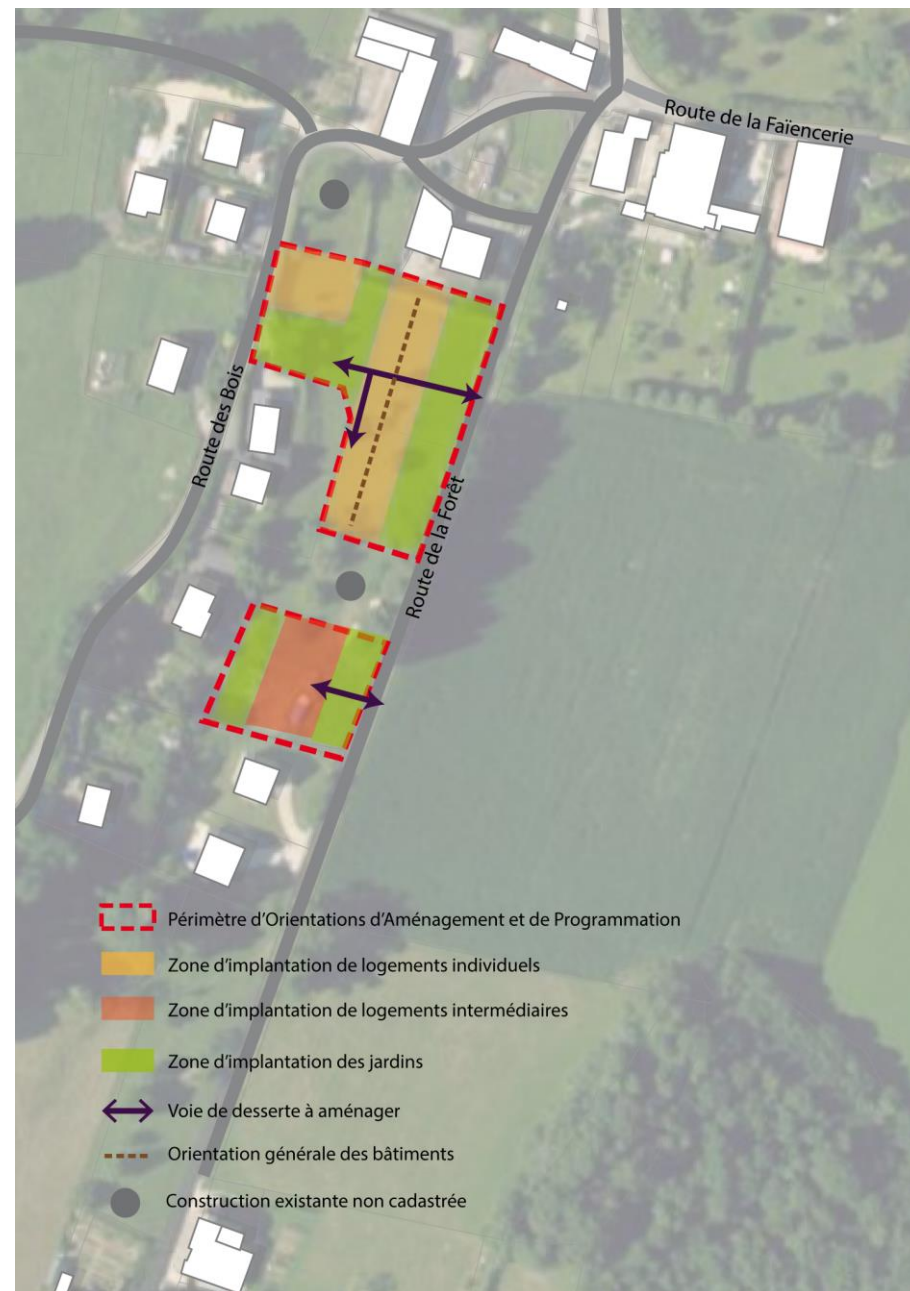 Route de la Faïencerie
Route des Bois
Route de la Forêt
Périmètre d'Orientations d'Aménagement et de Programmation
Zone d'implantation de logements individuels
Zone d'implantation de logements intermédiaires
Zone d'implantation des jardins
Voie de desserte à aménager
Orientation générale des bâtiments
Construction existante non cadastrée